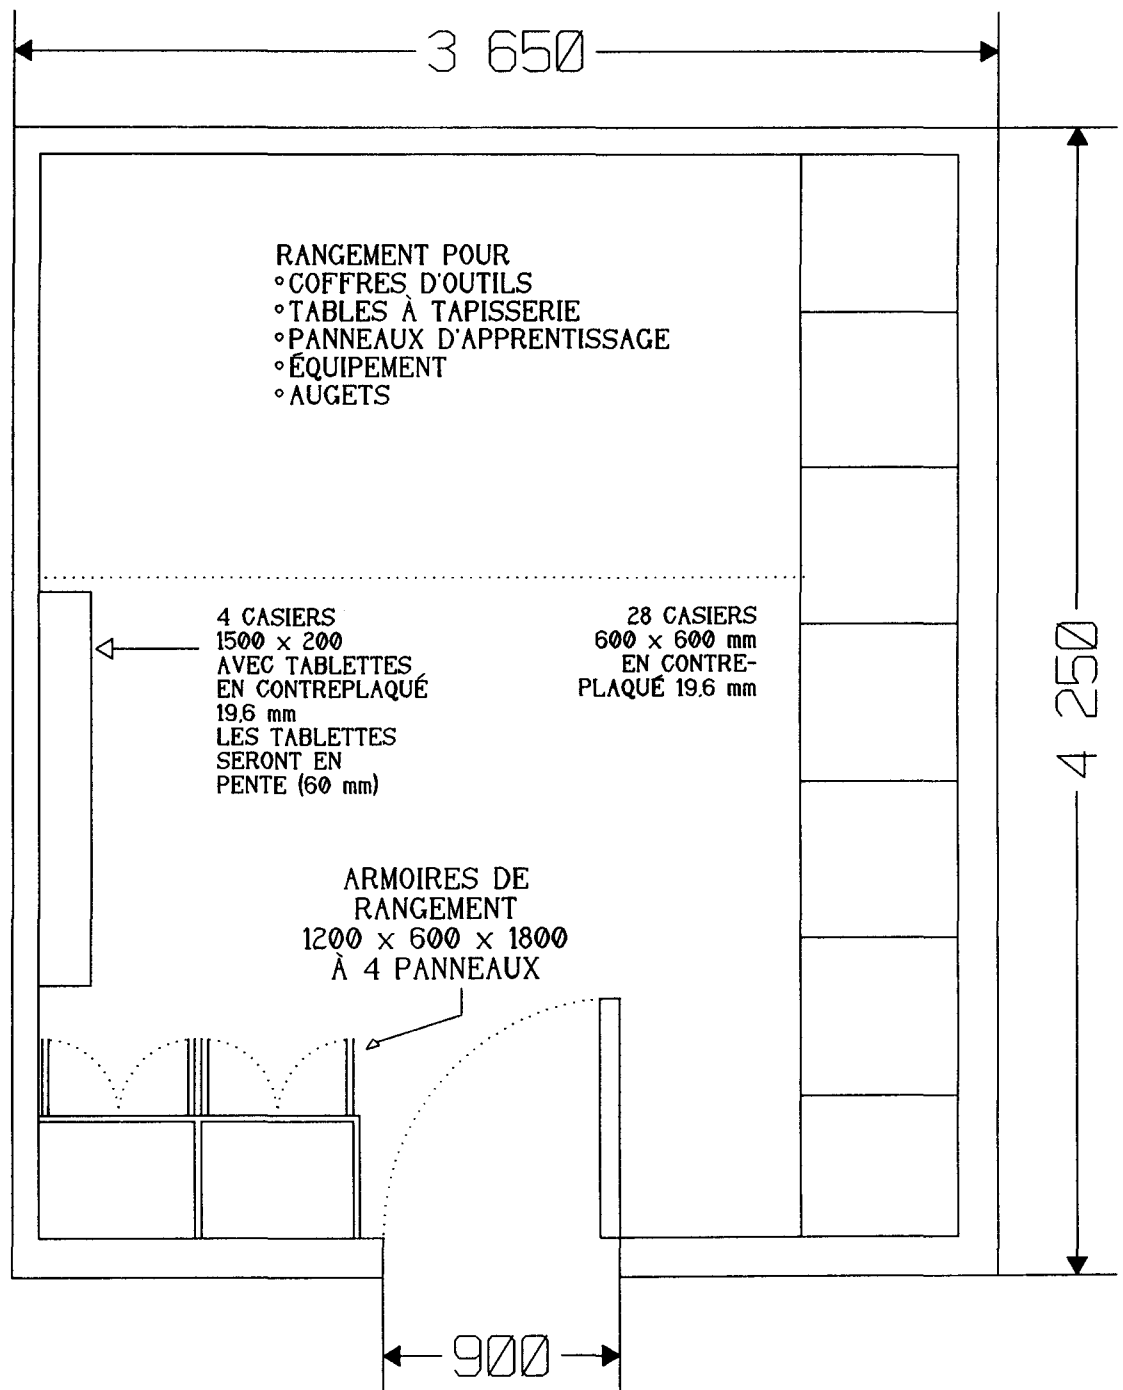 3 650
RANGEMENT POUR
°COFFRES D'OUTILS
°TABLES À TAPISSERIE
°PANNEAUX D'APPRENTISSAGE
°ÉQUIPEMENT
°AUGETS
4 CASIERS
1500 x 200
AVEC TABLETTES
EN CONTREPLAQUÉ
19,6 mm
LES TABLETTES
SERONT EN
PENTE (60 mm)
28 CASIERS
600 x 600 mm
EN CONTRE-
PLAQUÉ 19,6 mm
4 250
ARMOIRES DE
RANGEMENT
1200 x 600 x 1800
À 4 PANNEAUX
900